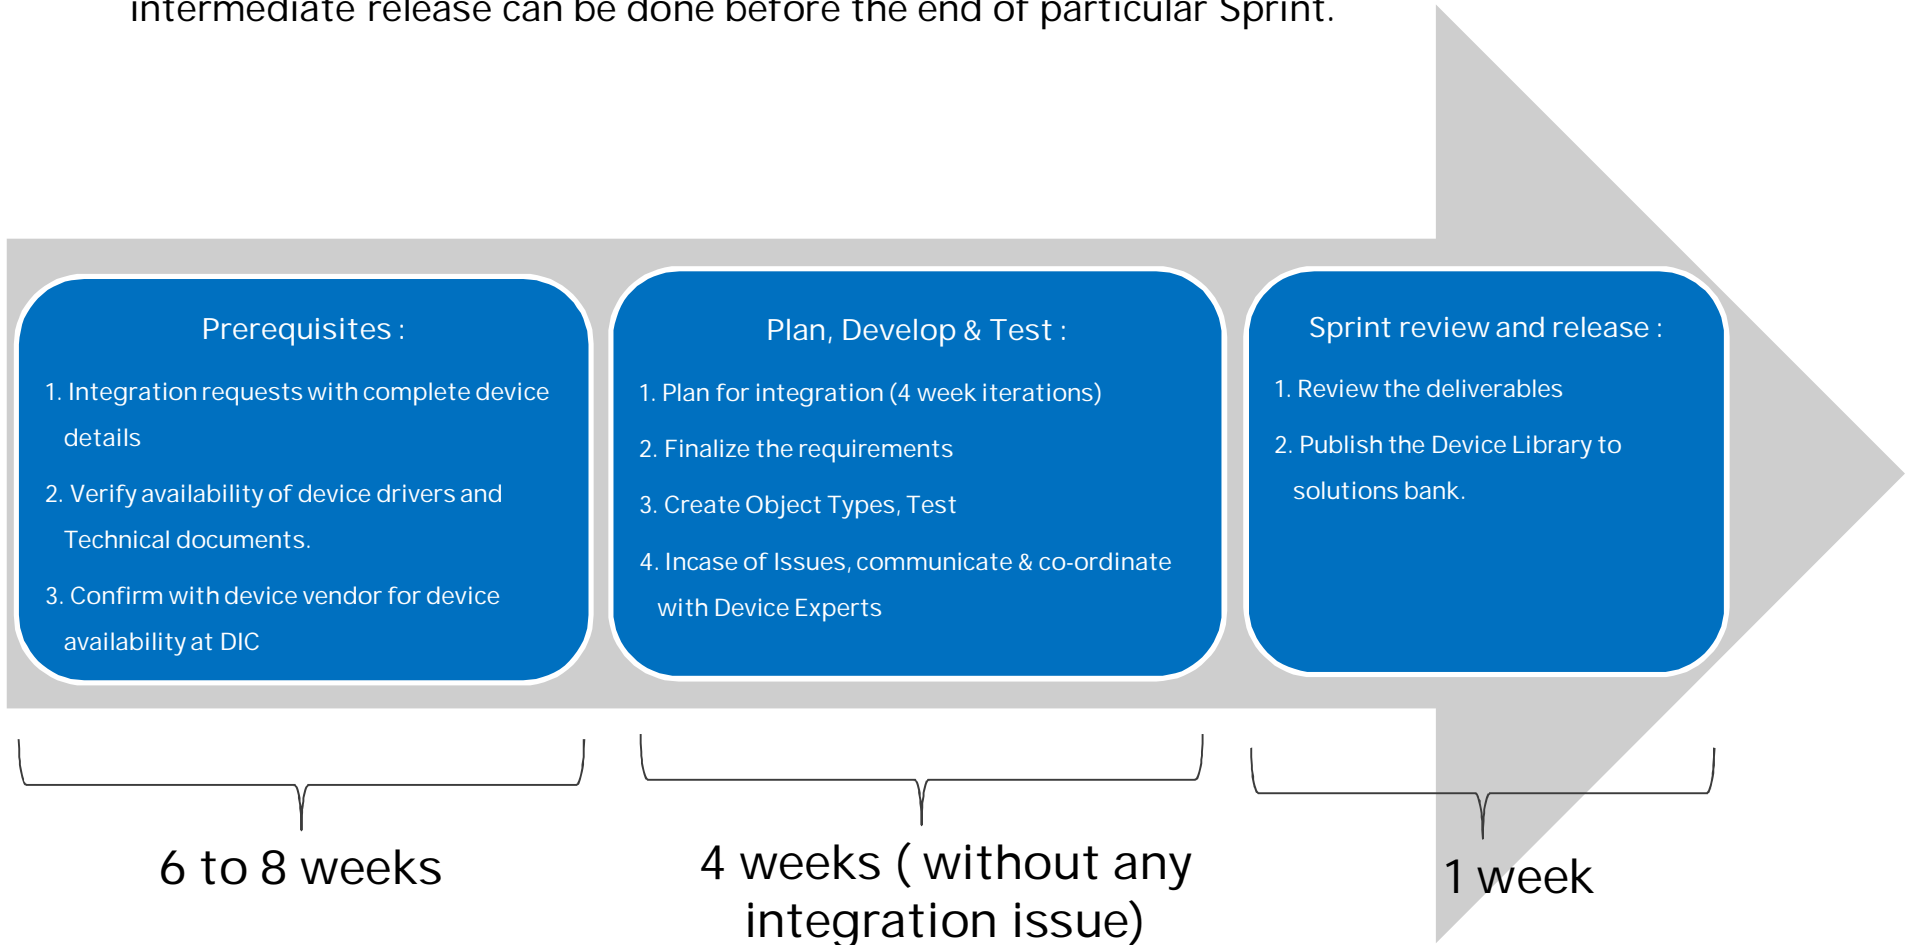 intermediate release can be done before the end of particular Sprint.
Prerequisites :
1. Integration requests with complete device
details
2. Verify availability of device drivers and
Technical documents.
3. Confirm with device vendor for device
availability at DIC
Plan, Develop & Test :
1. Plan for integration (4 week iterations)
2. Finalize the requirements
3. Create Object Types, Test
4. Incase of Issues, communicate & co-ordinate
with Device Experts
Sprint review and release :
1. Review the deliverables
2. Publish the Device Library to
solutions bank.
6 to 8 weeks
4 weeks ( without any
integration issue)
1 week